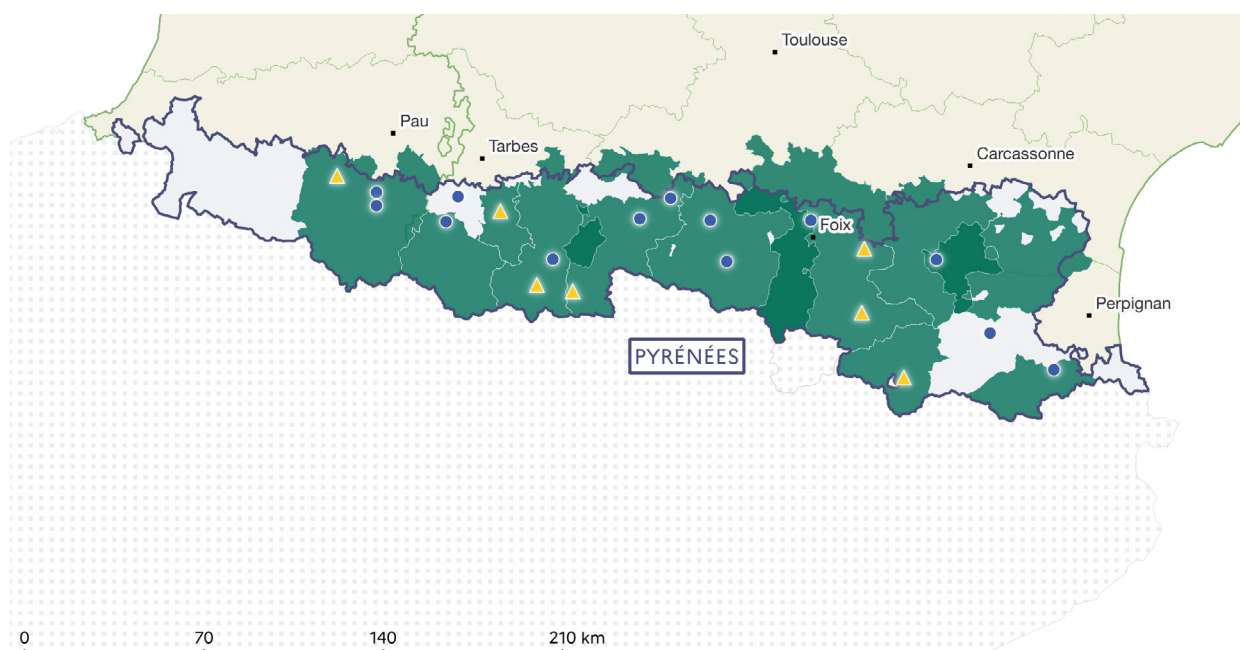 Toulouse
Pau
Tarbes
Carcassonne
Foix
Perpignan
PYRÉNÉES
0 70 140 210 km